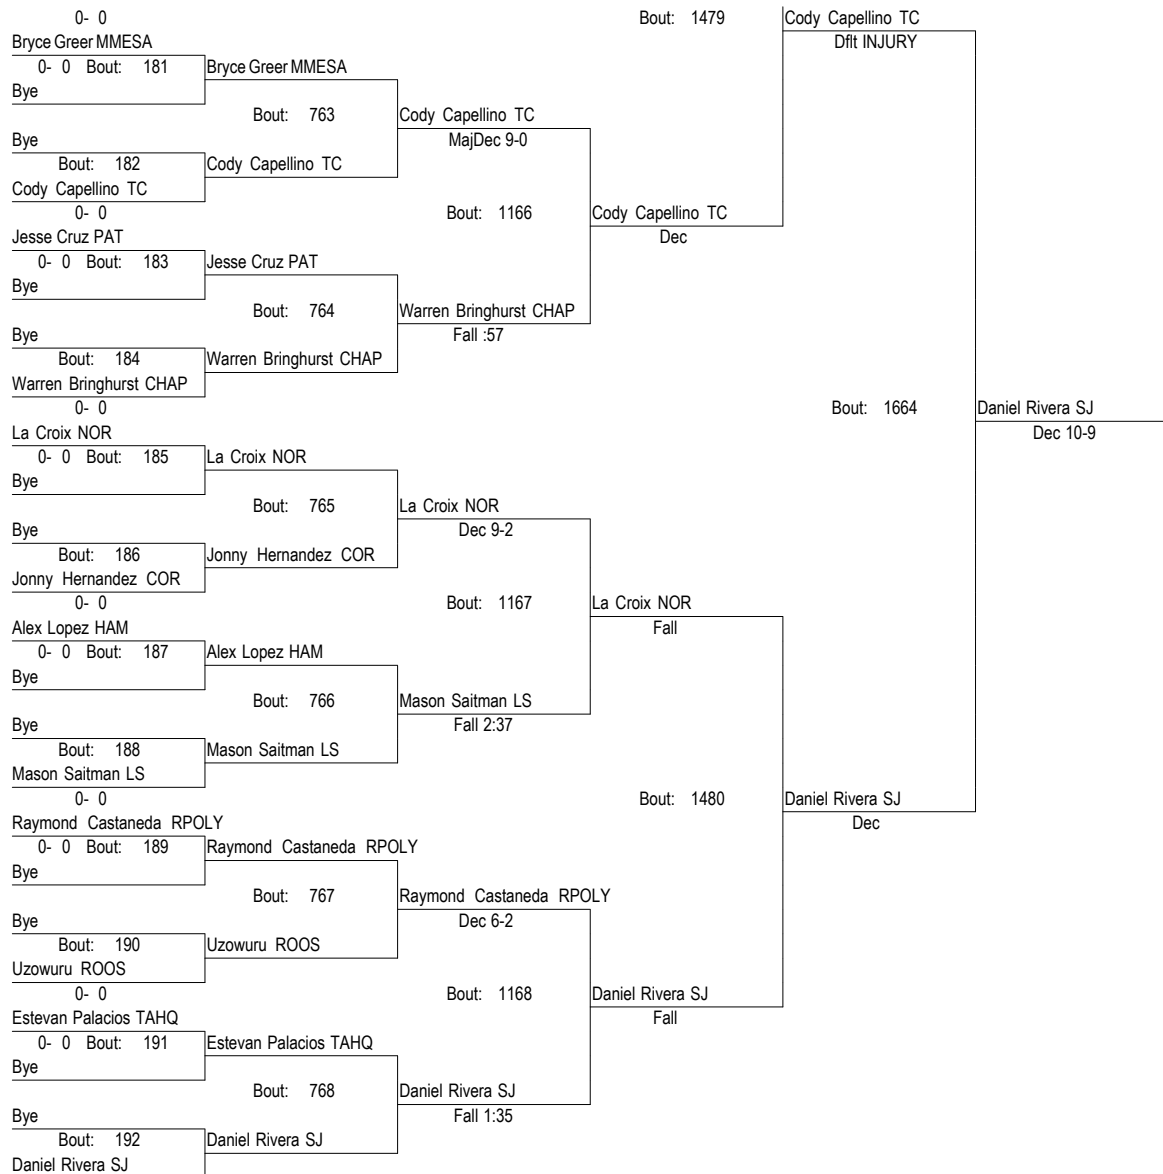 0- 0
Bout: 1479
Cody Capellino TC
Bryce Greer MMESA
Dflt INJURY
0- 0 Bout: 181
Bryce Greer MMESA
Bye
Bout: 763
Cody Capellino TC
Bye
MajDec 9-0
Bout: 182
Cody Capellino TC
Cody Capellino TC
0- 0
Bout: 1166
Cody Capellino TC
Jesse Cruz PAT
Dec
0- 0 Bout: 183
Jesse Cruz PAT
Bye
Bout: 764
Warren Bringhurst CHAP
Bye
Fall :57
Bout: 184
Warren Bringhurst CHAP
Warren Bringhurst CHAP
0- 0
Bout: 1664
Daniel Rivera SJ
La Croix NOR
Dec 10-9
0- 0 Bout: 185
La Croix NOR
Bye
Bout: 765
La Croix NOR
Bye
Dec 9-2
Bout: 186
Jonny Hernandez COR
Jonny Hernandez COR
0- 0
Bout: 1167
La Croix NOR
Alex Lopez HAM
Fall
0- 0 Bout: 187
Alex Lopez HAM
Bye
Bout: 766
Mason Saitman LS
Bye
Fall 2:37
Bout: 188
Mason Saitman LS
Mason Saitman LS
0- 0
Bout: 1480
Daniel Rivera SJ
Raymond Castaneda RPOLY
Dec
0- 0 Bout: 189
Raymond Castaneda RPOLY
Bye
Bout: 767
Raymond Castaneda RPOLY
Bye
Dec 6-2
Bout: 190
Uzowuru ROOS
Uzowuru ROOS
0- 0
Bout: 1168
Daniel Rivera SJ
Estevan Palacios TAHQ
Fall
0- 0 Bout: 191
Estevan Palacios TAHQ
Bye
Bout: 768
Daniel Rivera SJ
Bye
Fall 1:35
Bout: 192
Daniel Rivera SJ
Daniel Rivera SJ